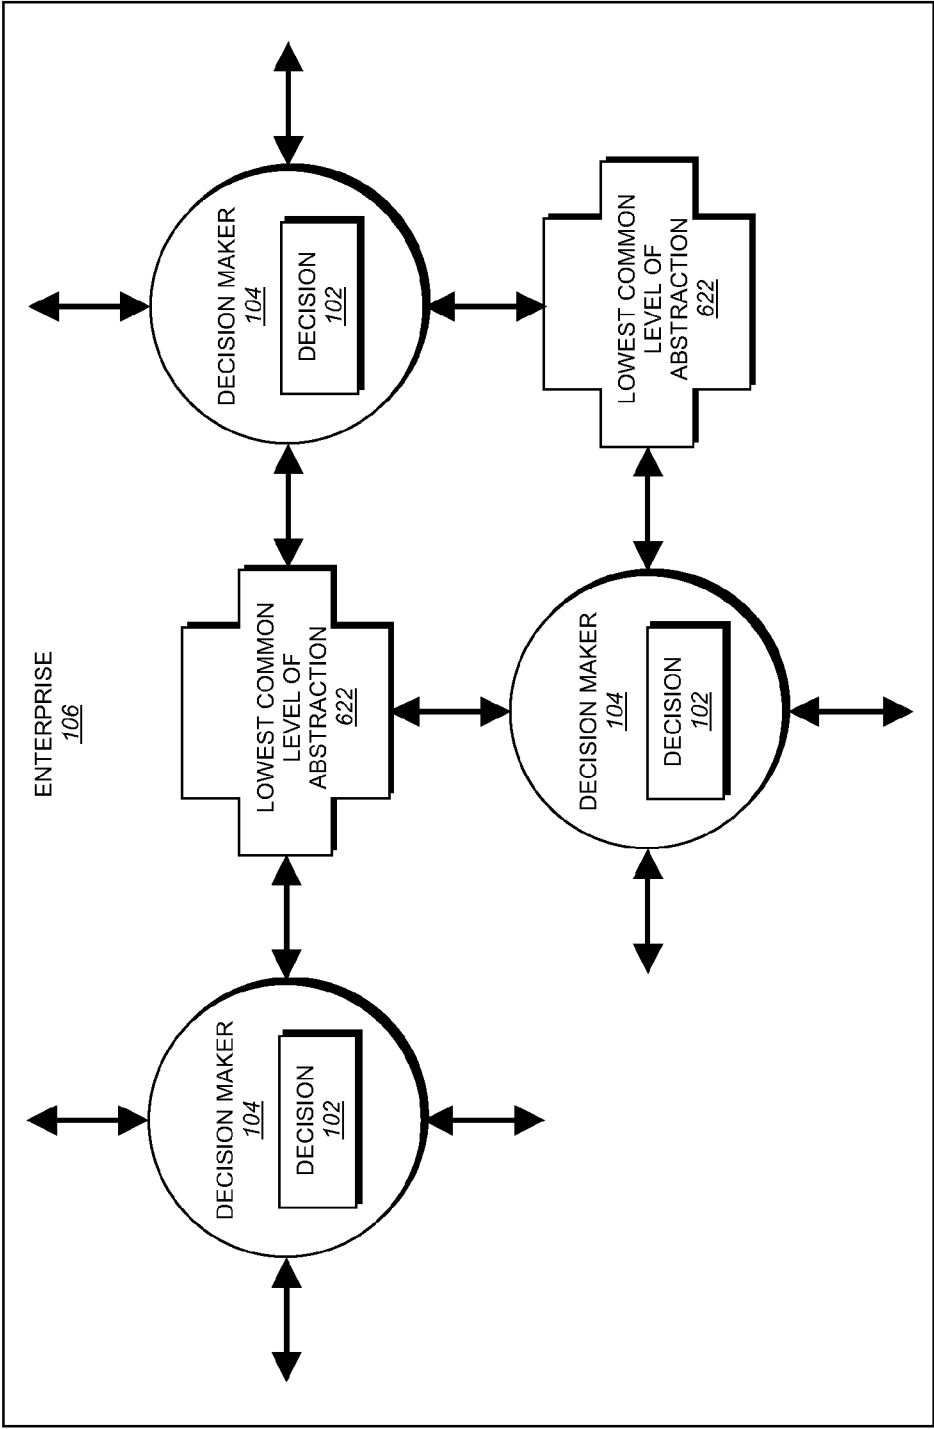 ENTERPRISE
106
DECISION MAKER
104
DECISION
102
LOWEST COMMON
LEVEL OF
ABSTRACTION
622
DECISION MAKER
104
DECISION
102
DECISION MAKER
104
DECISION
102
LOWEST COMMON
LEVEL OF
ABSTRACTION
622